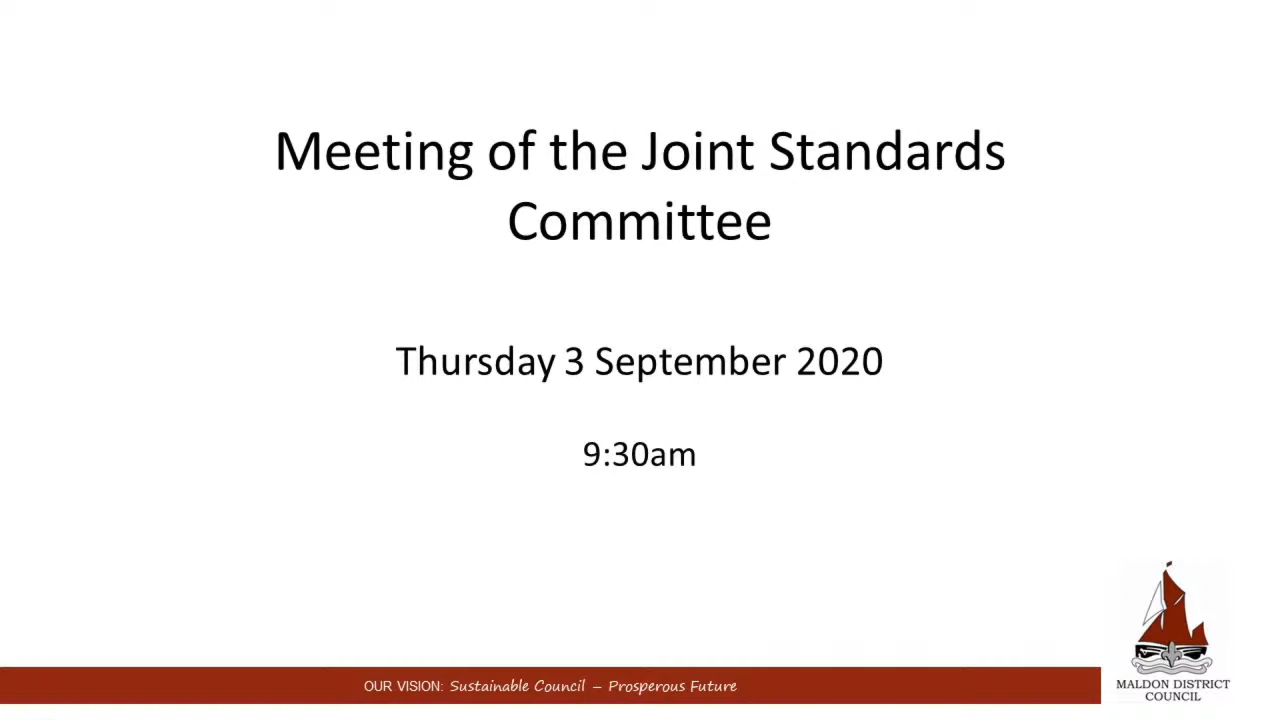 Meeting of the Joint Standards
Committee
Thursday 3 September 2020
9:30am
OUR VISION: Sustainable Council – Prosperous Future
MALDON DISTRICT
COUNCIL